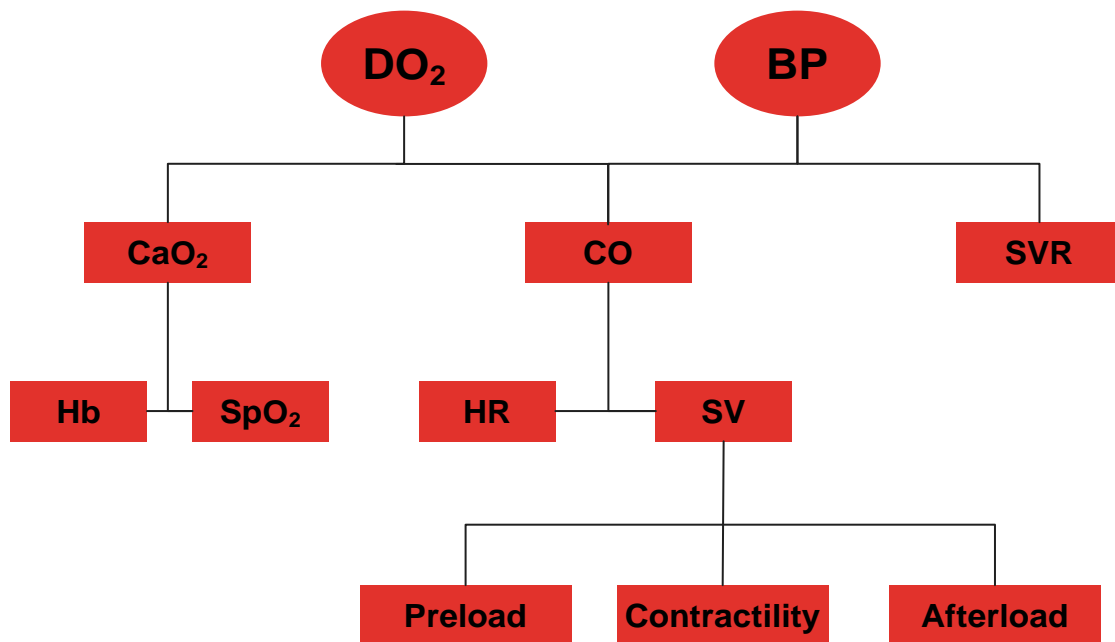 DO₂
BP
CaO₂
CO
SVR
Hb
SpO₂
HR
SV
Preload
Contractility
Afterload